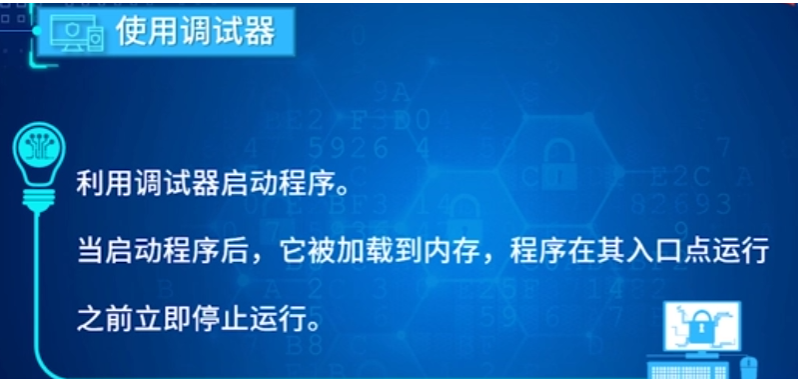 使用调试器
利用调试器启动程序。
当启动程序后，它被加载到内存，程序在其入口点运行
之前立即停止运行。